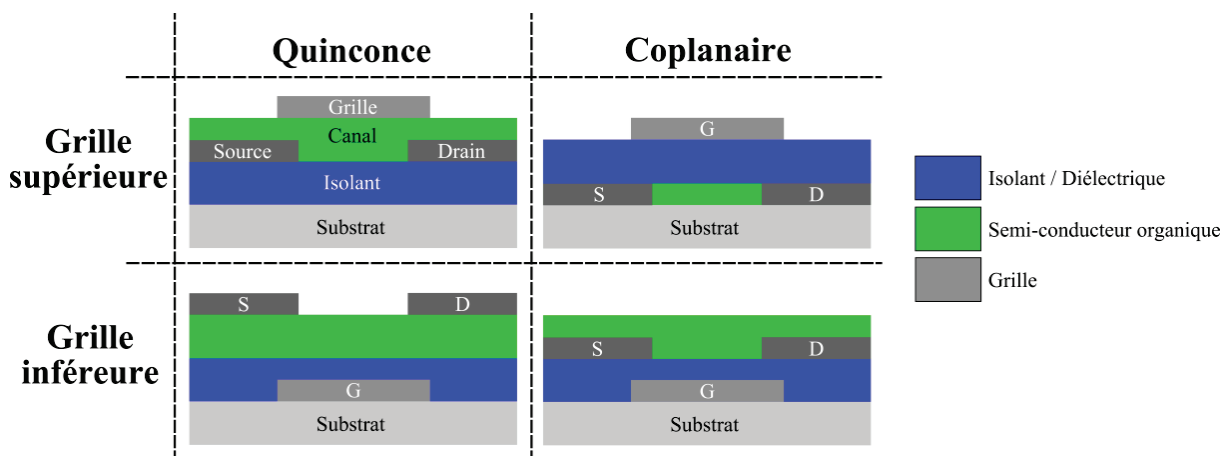 Quinconce
Coplanaire
Grille
supérieure
Grille
Canal
Source
Drain
Isolant
Substrat
G
S
D
Substrat
Isolant / Diélectrique
Semi-conducteur organique
Grille
Grille
inféreure
S
D
G
Substrat
S
D
G
Substrat